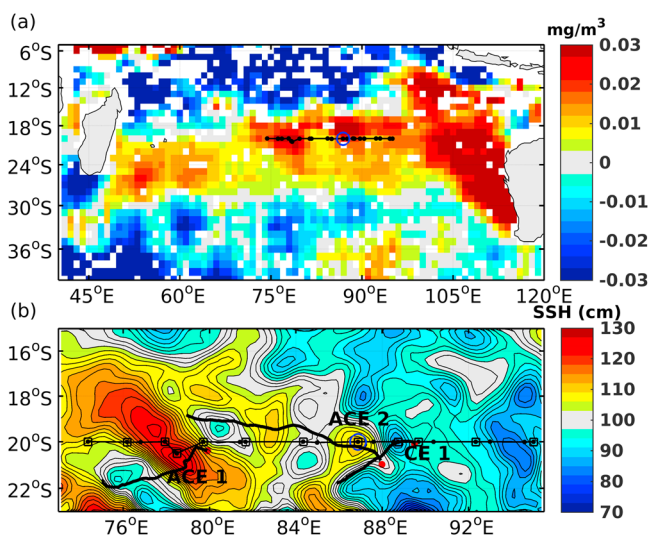 (a)
mg/m³
6°S
12°S
18°S
24°S
30°S
36°S
45°E 60°E 75°E 90°E 105°E 120°E
0.03
0.02
0.01
0
-0.01
-0.02
-0.03
(b)
SSH (cm)
16°S
18°S
20°S
22°S
ACE 2
CE 1
ACE 1
76°E 80°E 84°E 88°E 92°E
130
120
110
100
90
80
70